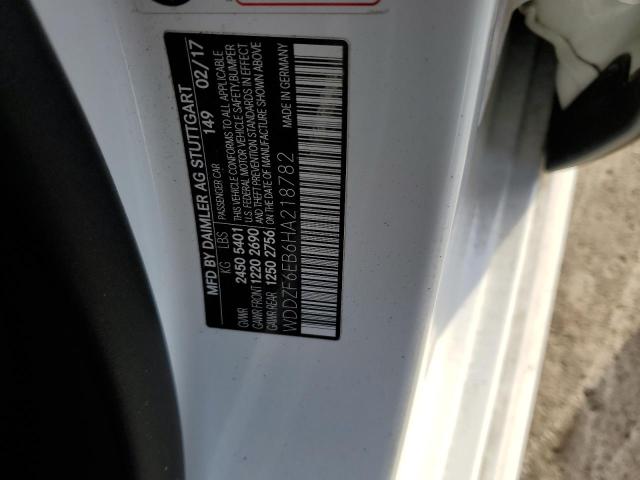 MFD BY DAIMLER AG STUTTGART 149 02/17
KG LBS PASSENGER CAR
GVWR 2450 5401 THIS VEHICLE CONFORMS TO ALL APPLICABLE
U.S. FEDERAL MOTOR VEHICLE SAFETY, BUMPER
GAWR FRONT 1220 2690 AND THEFT PREVENTION STANDARDS IN EFFECT
GAWR REAR 1250 2756 ON THE DATE OF MANUFACTURE SHOWN ABOVE
WDDZF6EB6HA218782 MADE IN GERMANY